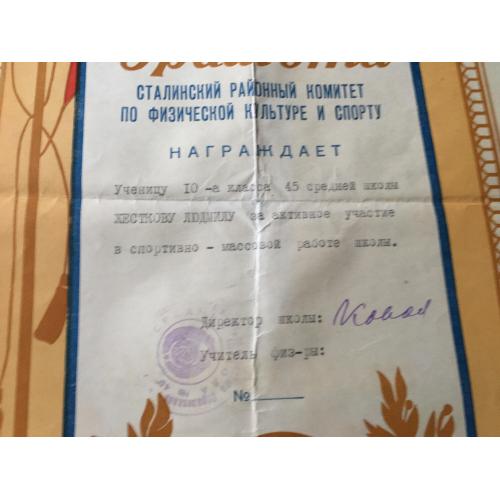 Грамота
СТАЛИНСКИЙ РАЙОННЫЙ КОМИТЕТ
ПО ФИЗИЧЕСКОЙ КУЛЬТУРЕ И СПОРТУ
НАГРАЖДАЕТ
Ученицу 10 -а класса 45 средней школы
ЖЕСТКОВУ ЛЮДМИЛУ за активное участие
в спортивно - массовой работе школы.
Директор школы:
Учитель физ-ры:
№